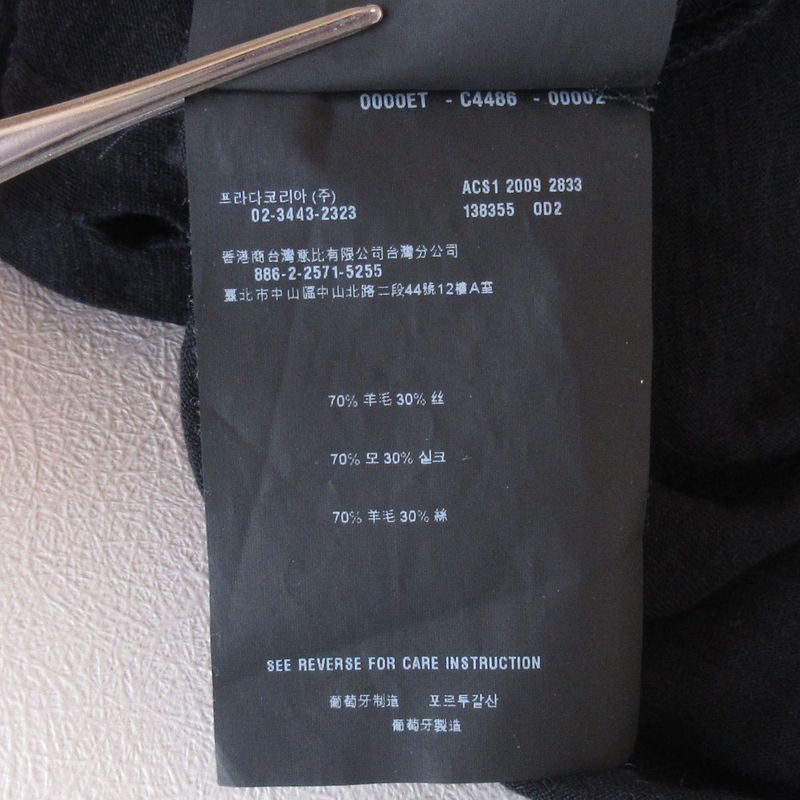 0000ET - C4486 - 00002
프라다코리아 (주)
02-3443-2323
ACS1 2009 2833
138355 0D2
香港商台灣意比有限公司台灣分公司
886-2-2571-5255
臺北市中山區中山北路二段44號12樓A室
70% 羊毛 30% 丝
70% 모 30% 실크
70% 羊毛 30% 絲
SEE REVERSE FOR CARE INSTRUCTION
葡萄牙制造 포르투갈산
葡萄牙製造